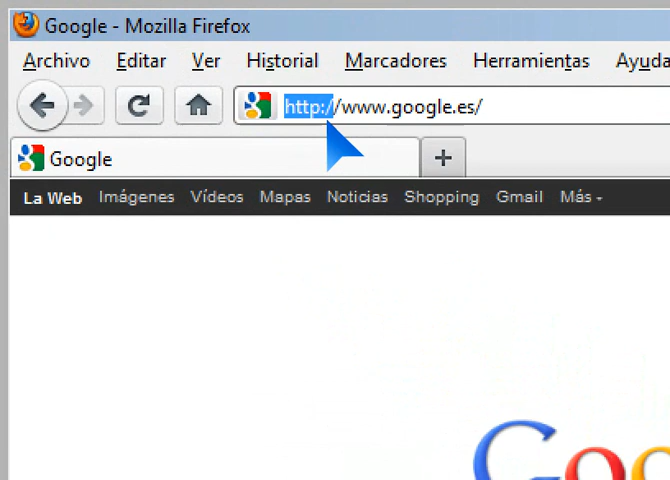 Google - Mozilla Firefox
Archivo Editar Ver Historial Marcadores Herramientas Ayuda
http://www.google.es/
Google
La Web Imágenes Vídeos Mapas Noticias Shopping Gmail Más
Goo